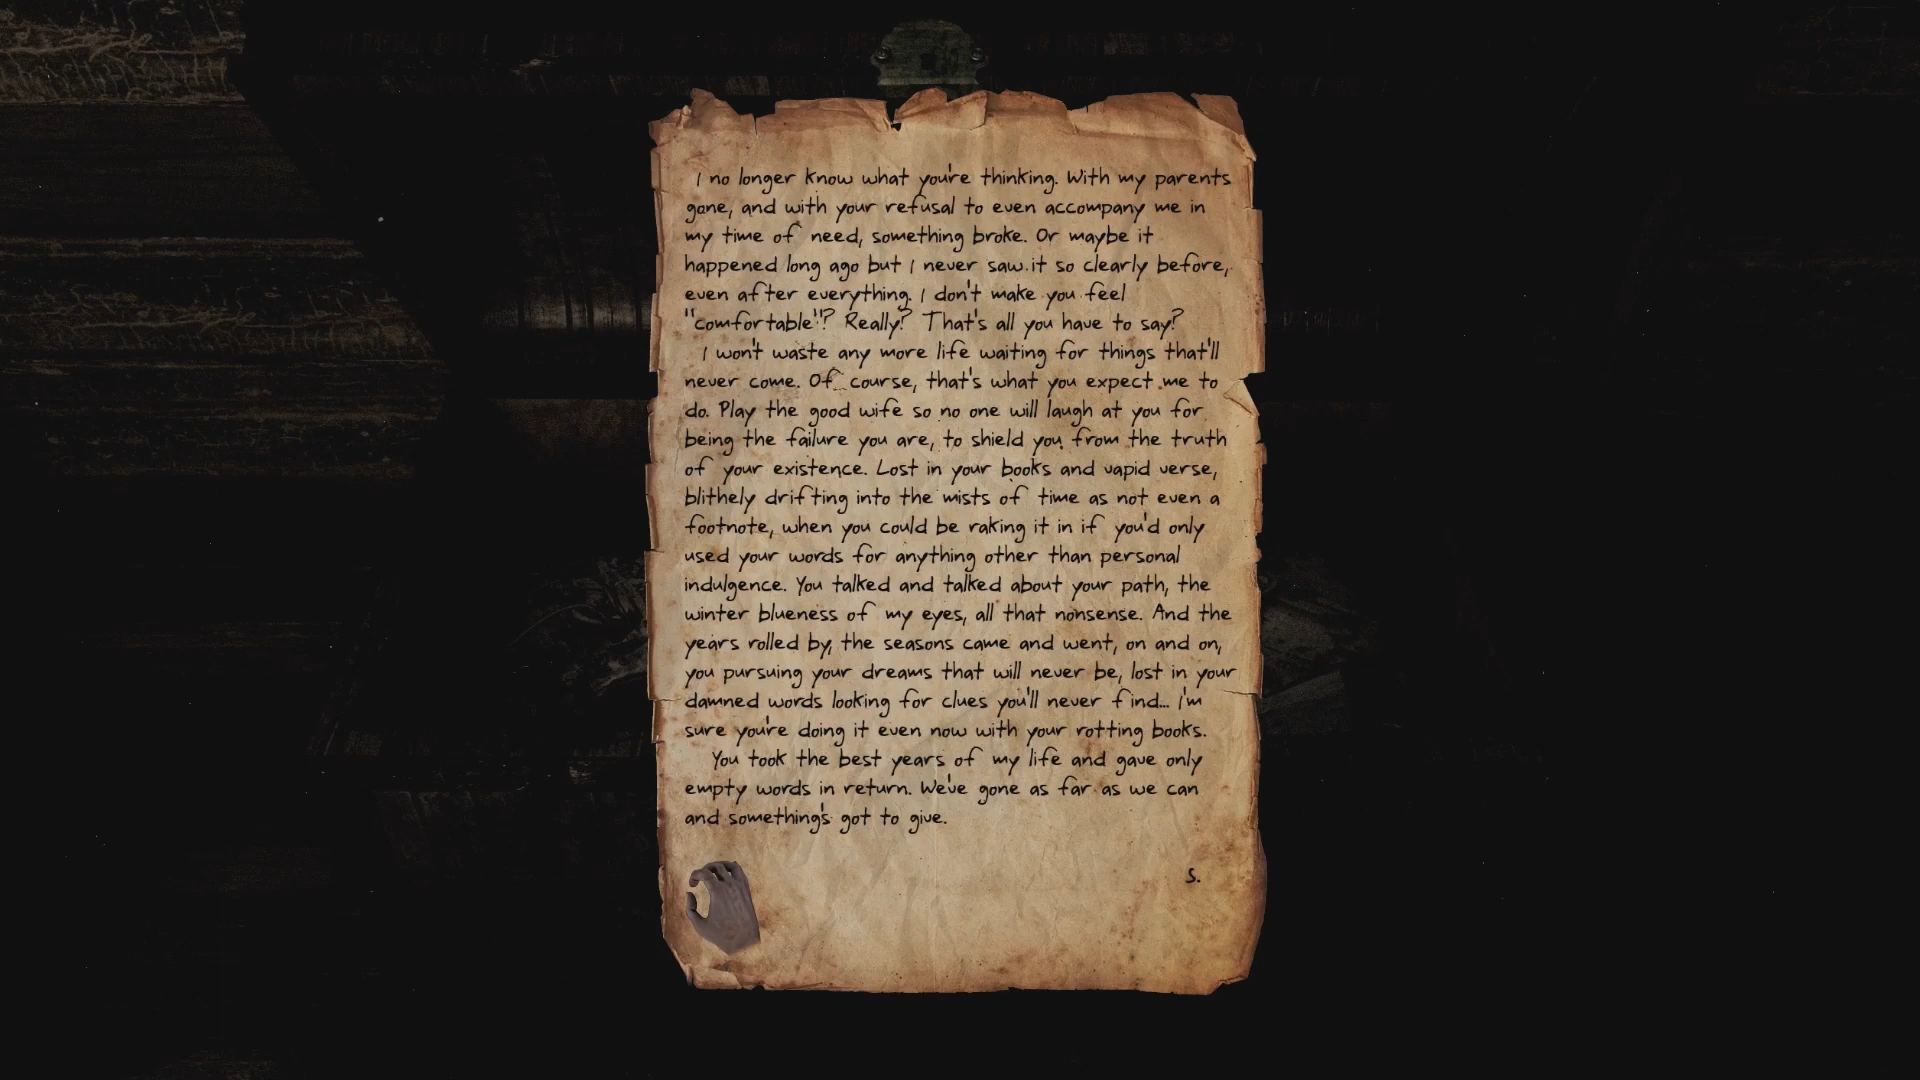 I no longer know what you're thinking. With my parents
gone, and with your refusal to even accompany me in
my time of need, something broke. Or maybe it
happened long ago but I never saw it so clearly before,
even after everything. I don't make you feel
"comfortable"? Really? That's all you have to say?
I won't waste any more life waiting for things that'll
never come. Of course, that's what you expect me to
do. Play the good wife so no one will laugh at you for
being the failure you are, to shield you from the truth
of your existence. Lost in your books and vapid verse,
blithely drifting into the mists of time as not even a
footnote, when you could be raking it in if you'd only
used your words for anything other than personal
indulgence. You talked and talked about your path, the
winter blueness of my eyes, all that nonsense. And the
years rolled by, the seasons came and went, on and on,
you pursuing your dreams that will never be, lost in your
damned words looking for clues you'll never find... I'm
sure you're doing it even now with your rotting books.
You took the best years of my life and gave only
empty words in return. We've gone as far as we can
and something's got to give.
S.